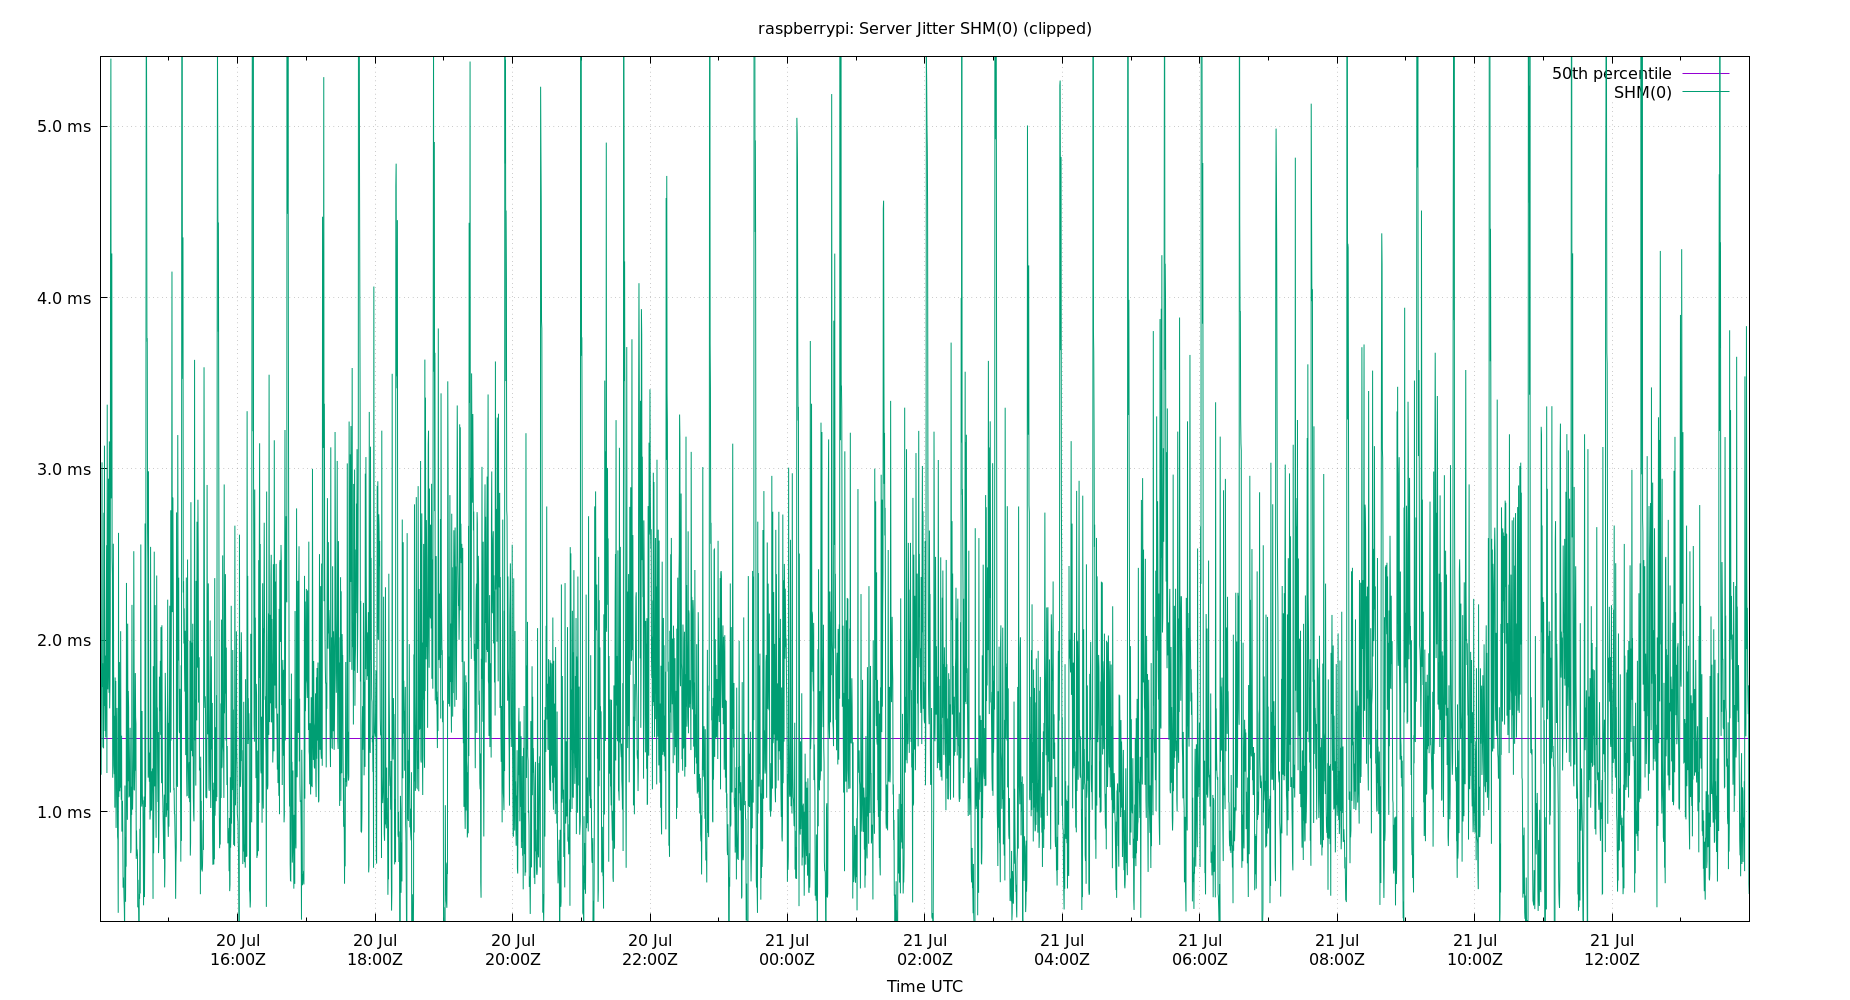 raspberrypi: Server Jitter SHM(0) (clipped)
50th percentile
SHM(0)
5.0 ms
4.0 ms
3.0 ms
2.0 ms
1.0 ms
20 Jul 20 Jul 20 Jul 20 Jul 21 Jul 21 Jul 21 Jul 21 Jul 21 Jul 21 Jul 21 Jul
16:00Z 18:00Z 20:00Z 22:00Z 00:00Z 02:00Z 04:00Z 06:00Z 08:00Z 10:00Z 12:00Z
Time UTC